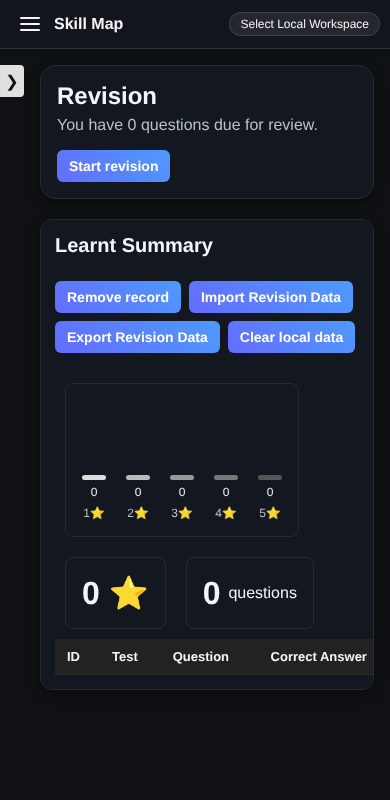 Skill Map
Select Local Workspace
❯
Revision
You have 0 questions due for review.
Start revision
Learnt Summary
Remove record
Import Revision Data
Export Revision Data
Clear local data
0 0 0 0 0
1⭐ 2⭐ 3⭐ 4⭐ 5⭐
0 ⭐
0 questions
ID Test Question Correct Answer